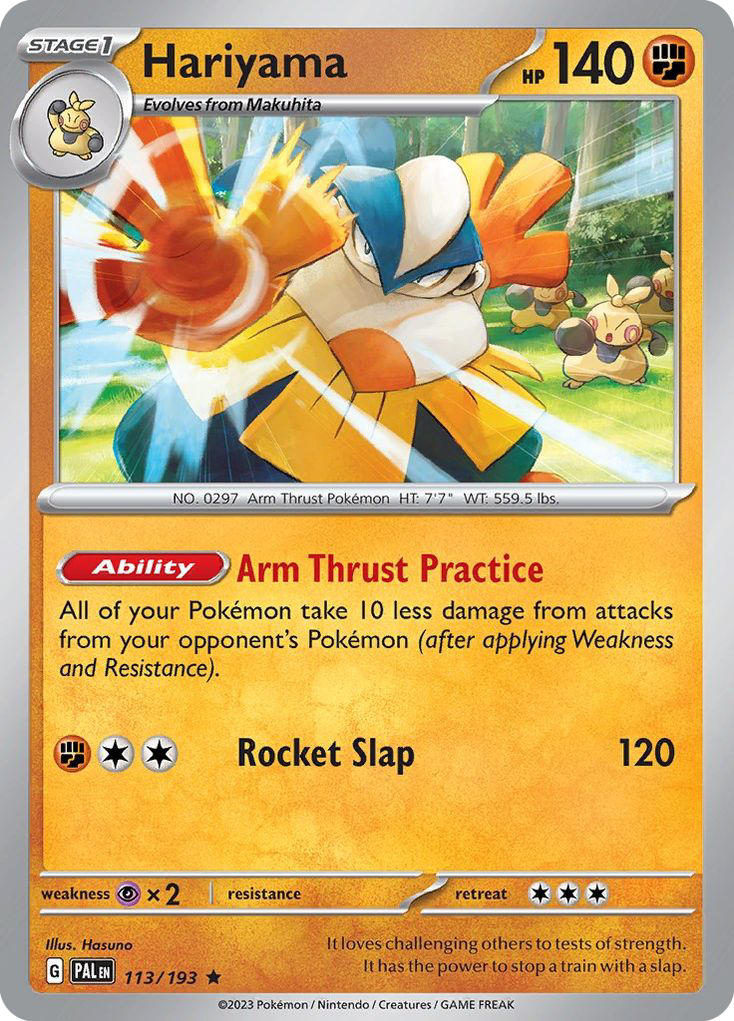 STAGE1
Hariyama
HP 140
Evolves from Makuhita
NO. 0297 Arm Thrust Pokémon HT: 7'7" WT: 559.5 lbs.
Ability Arm Thrust Practice
All of your Pokémon take 10 less damage from attacks
from your opponent's Pokémon (after applying Weakness
and Resistance).
Rocket Slap 120
weakness ×2 resistance retreat
Illus. Hasuno
It loves challenging others to tests of strength.
It has the power to stop a train with a slap.
G PAL EN 113/193
©2023 Pokémon / Nintendo / Creatures / GAME FREAK